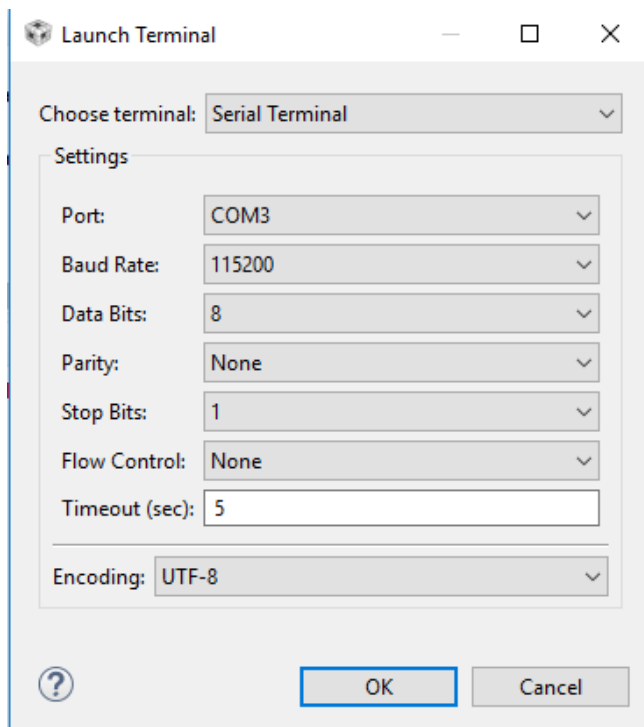 Launch Terminal
Choose terminal: Serial Terminal
Settings
Port: COM3
Baud Rate: 115200
Data Bits: 8
Parity: None
Stop Bits: 1
Flow Control: None
Timeout (sec): 5
Encoding: UTF-8
? OK Cancel